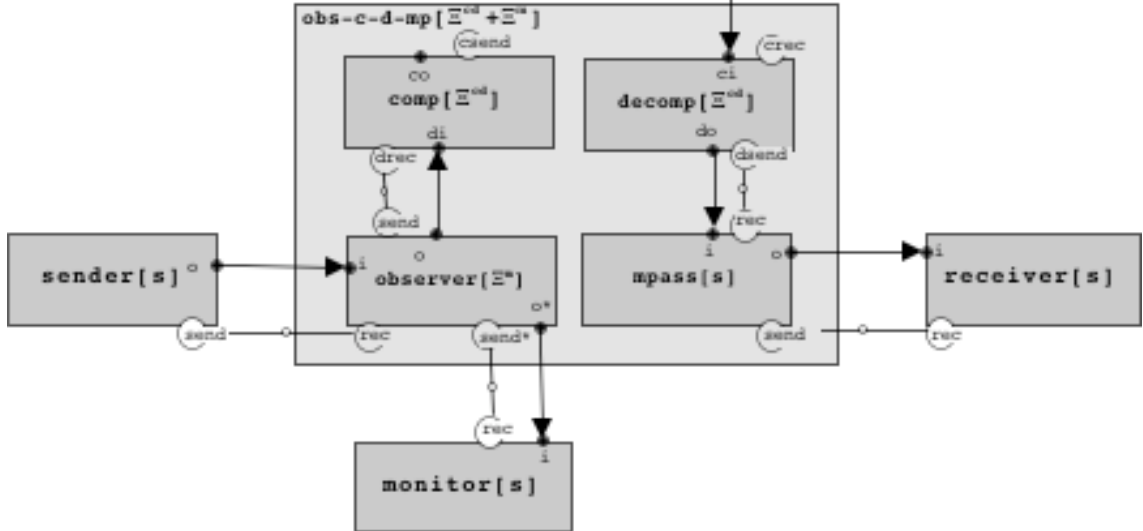 obs-c-d-mp[Ξᶜᵈ+Ξᵐ]
csend
crec
co
ci
comp[Ξᶜᵈ]
decomp[Ξᶜᵈ]
di
do
drec
dsend
send
rec
o
i
o
i
i
o
i
sender[s]
observer[Ξᵐ]
mpass[s]
receiver[s]
o*
send
rec
send*
send
rec
rec
i
monitor[s]